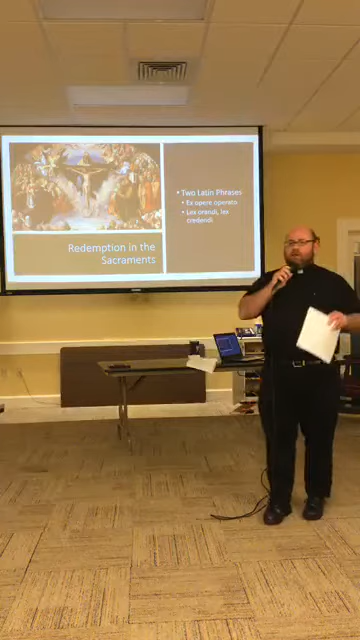 Redemption in the
Sacraments
• Two Latin Phrases
• Ex opere operato
• Lex orandi, lex
credendi